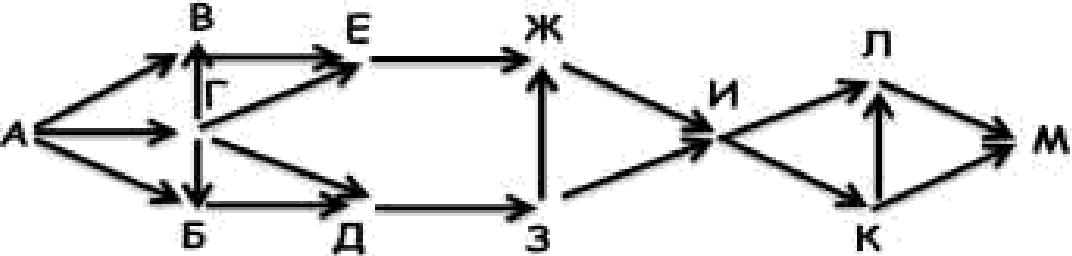 В Е Ж Л
Г И
А М
Б Д З К